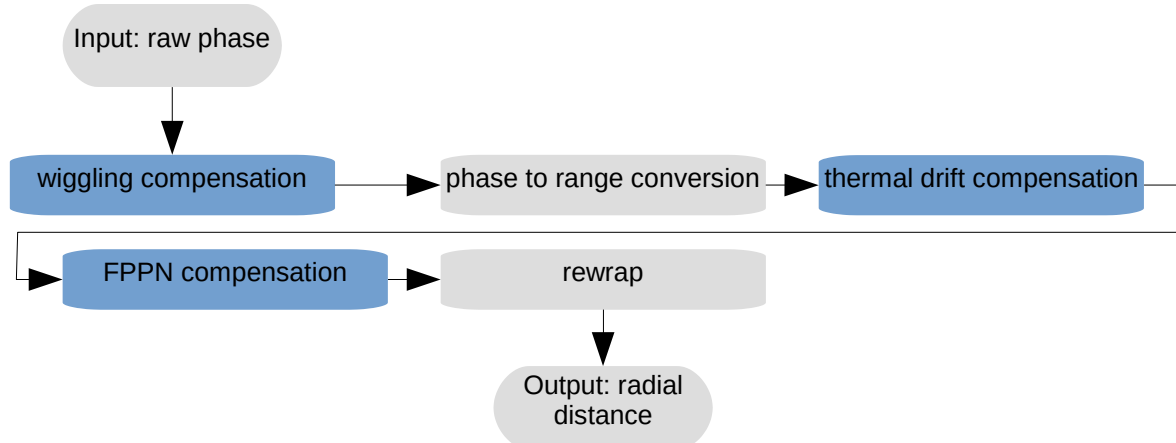 Input: raw phase
wiggling compensation
phase to range conversion
thermal drift compensation
FPPN compensation
rewrap
Output: radial
distance